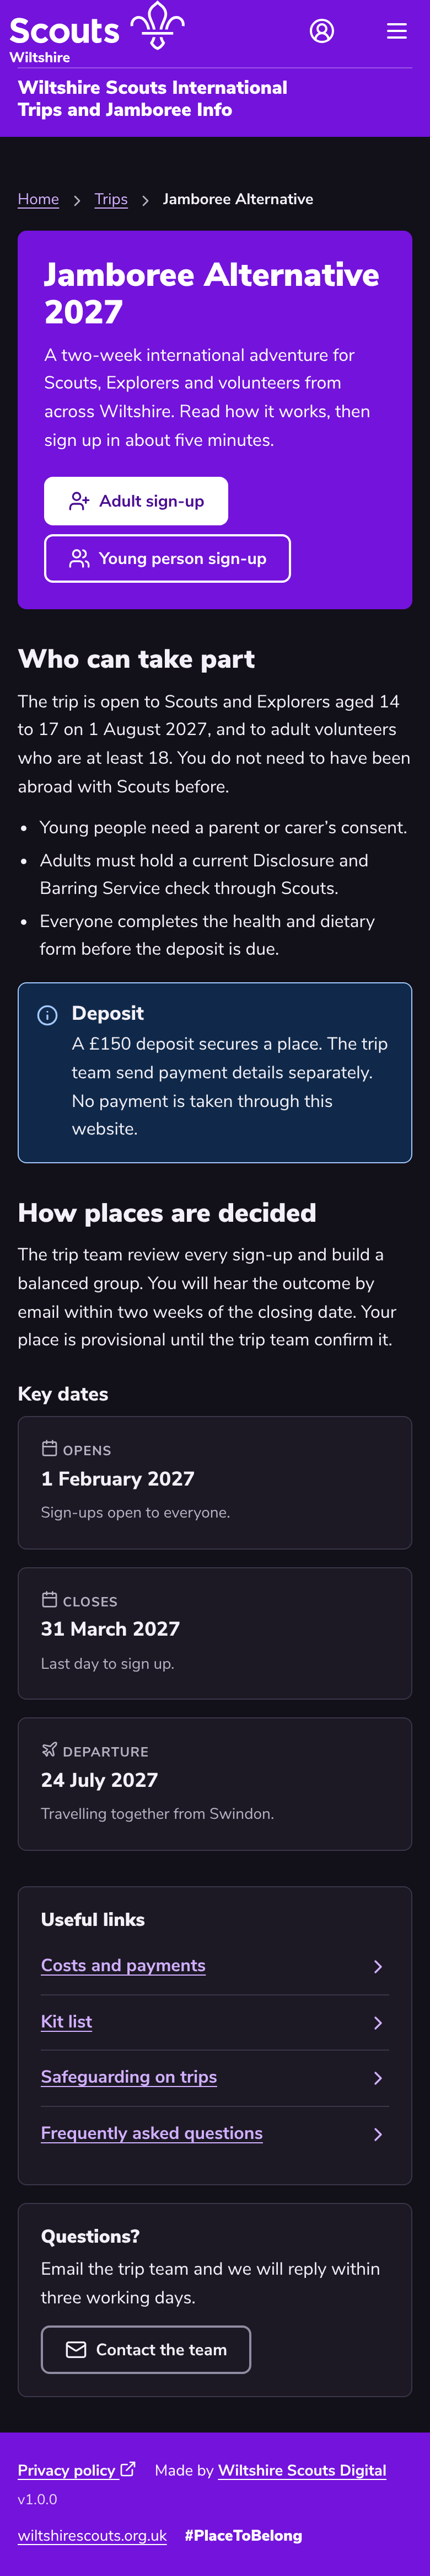 Scouts
Wiltshire
Wiltshire Scouts International
Trips and Jamboree Info
Home
Trips
Jamboree Alternative
Jamboree Alternative
2027
A two-week international adventure for
Scouts, Explorers and volunteers from
across Wiltshire. Read how it works, then
sign up in about five minutes.
Adult sign-up
Young person sign-up
Who can take part
The trip is open to Scouts and Explorers aged 14
to 17 on 1 August 2027, and to adult volunteers
who are at least 18. You do not need to have been
abroad with Scouts before.
• Young people need a parent or carer’s consent.
• Adults must hold a current Disclosure and
Barring Service check through Scouts.
• Everyone completes the health and dietary
form before the deposit is due.
Deposit
A £150 deposit secures a place. The trip
team send payment details separately.
No payment is taken through this
website.
How places are decided
The trip team review every sign-up and build a
balanced group. You will hear the outcome by
email within two weeks of the closing date. Your
place is provisional until the trip team confirm it.
Key dates
OPENS
1 February 2027
Sign-ups open to everyone.
CLOSES
31 March 2027
Last day to sign up.
DEPARTURE
24 July 2027
Travelling together from Swindon.
Useful links
Costs and payments
Kit list
Safeguarding on trips
Frequently asked questions
Questions?
Email the trip team and we will reply within
three working days.
Contact the team
Privacy policy
Made by Wiltshire Scouts Digital
v1.0.0
wiltshirescouts.org.uk
#PlaceToBelong